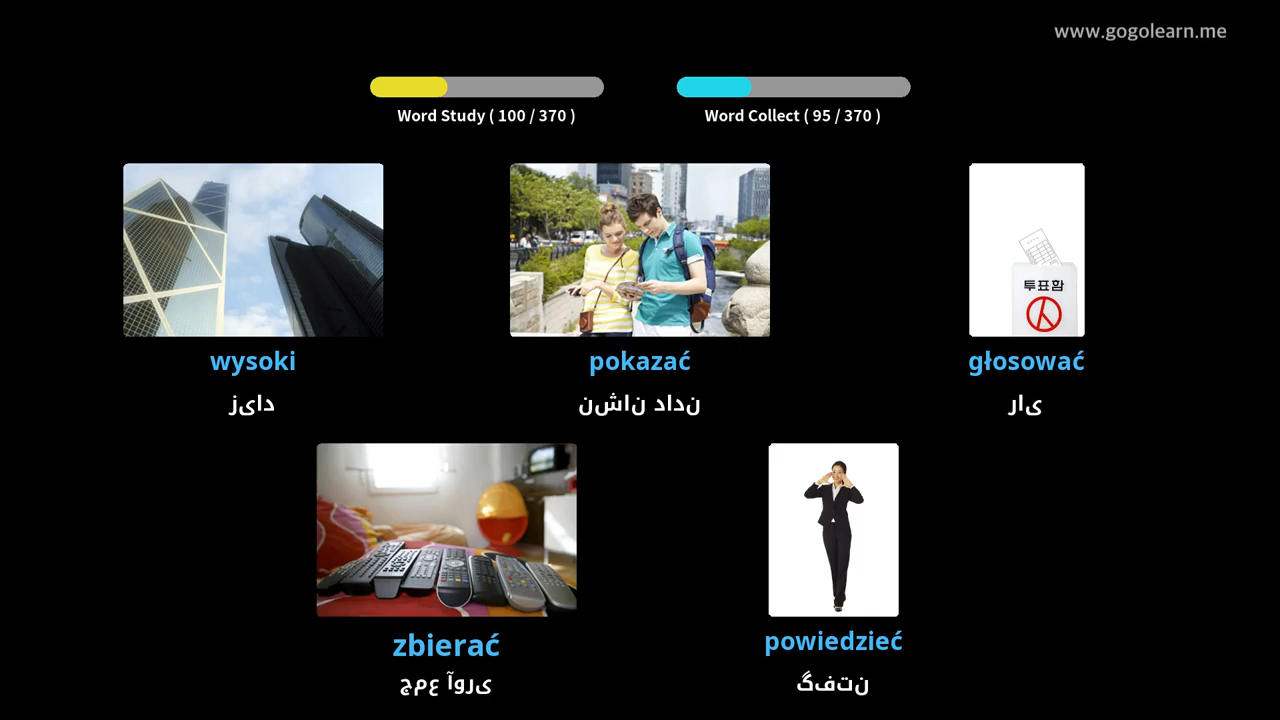 www.gogolearn.me
Word Study ( 100 / 370 )
Word Collect ( 95 / 370 )
wysoki
زیاد
pokazać
نشان دادن
투표함
głosować
رای
zbierać
جمع آوری
powiedzieć
گفتن